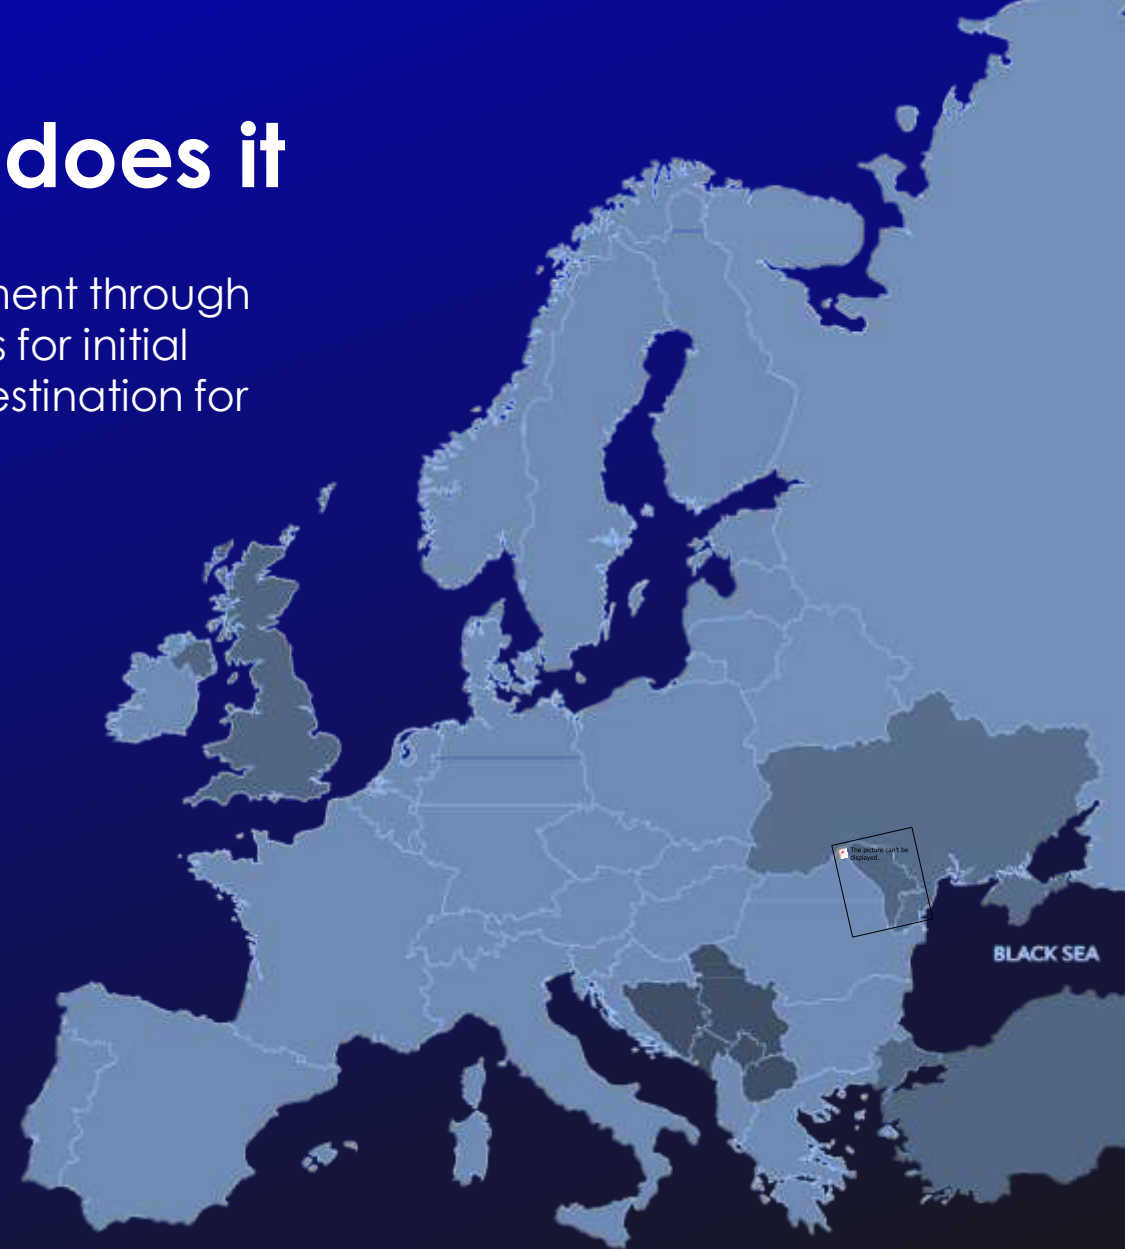 does it
nent through
s for initial
estination for
The picture can't be
displayed.
BLACK SEA